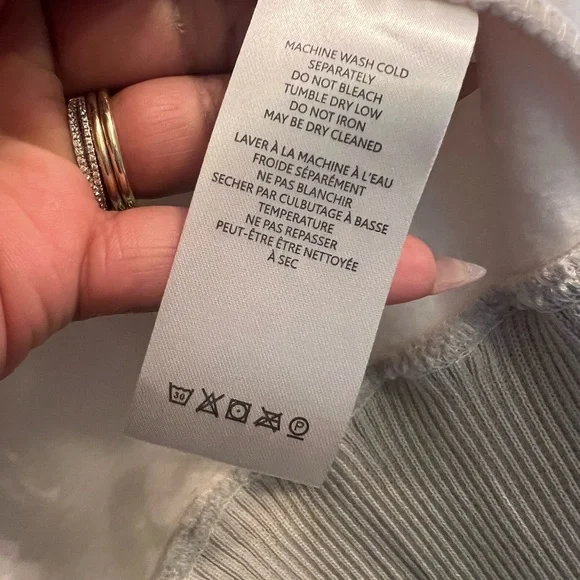 MACHINE WASH COLD
SEPARATELY
DO NOT BLEACH
TUMBLE DRY LOW
DO NOT IRON
MAY BE DRY CLEANED
LAVER À LA MACHINE À L'EAU
FROIDE SÉPARÉMENT
NE PAS BLANCHIR
SECHER PAR CULBUTAGE À BASSE
TEMPERATURE
NE PAS REPASSER
PEUT-ÊTRE ÊTRE NETTOYÉE
À SEC
30 P